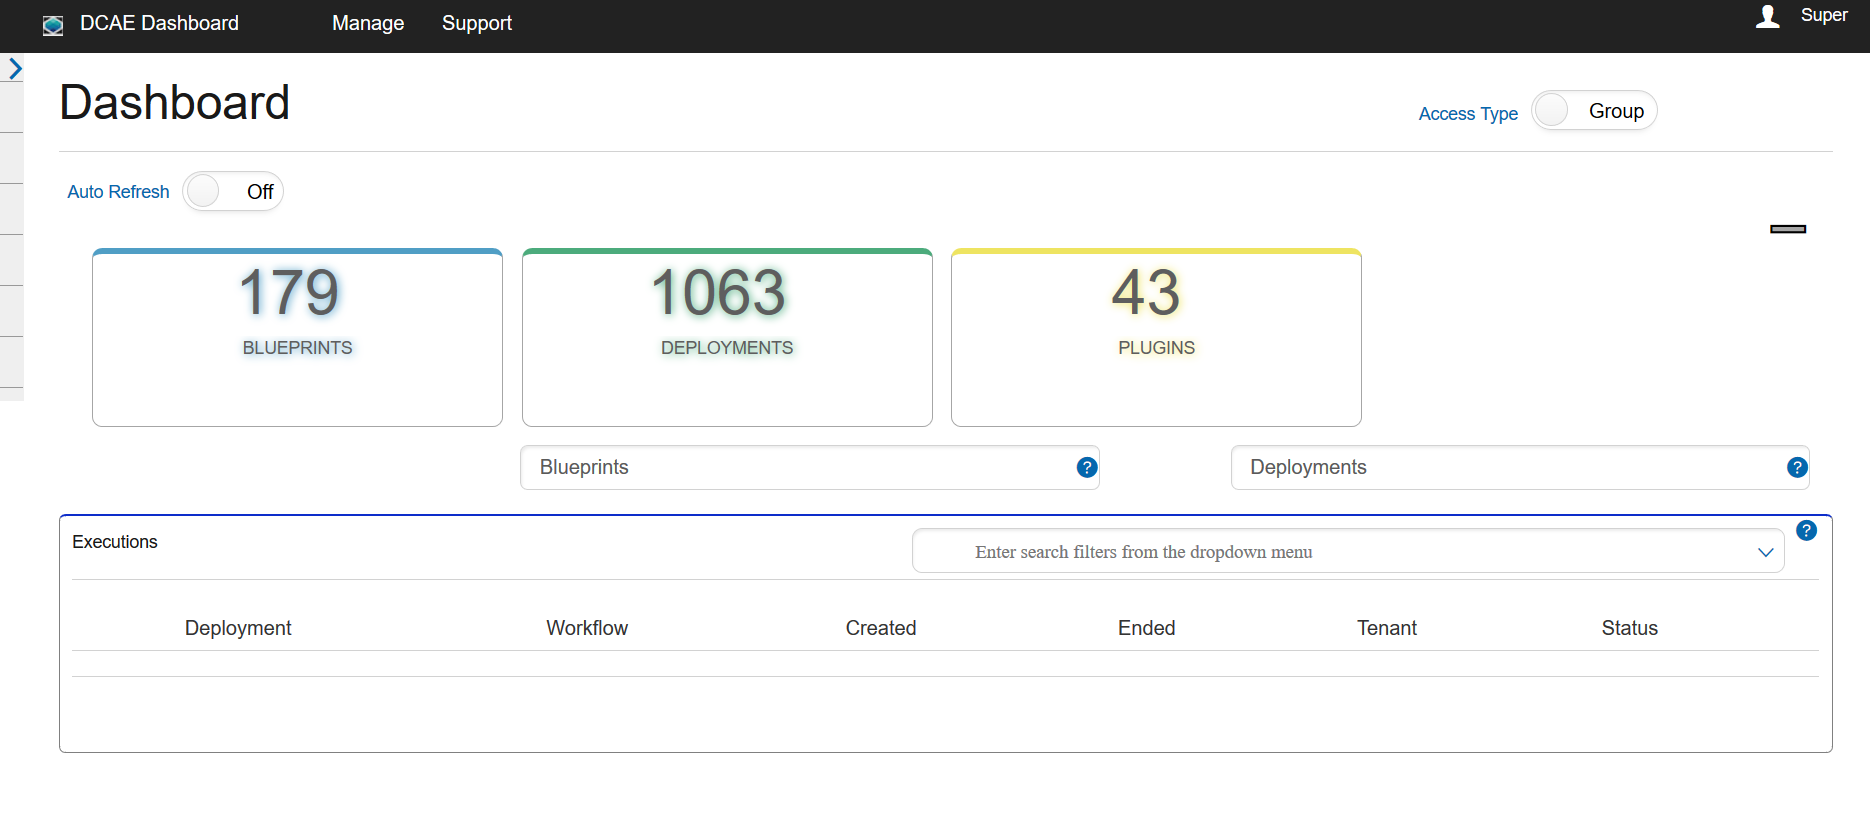 DCAE Dashboard Manage Support Super
Dashboard
Access Type Group
Auto Refresh Off
179 1063 43
BLUEPRINTS DEPLOYMENTS PLUGINS
Blueprints ? Deployments ?
Executions Enter search filters from the dropdown menu ?
Deployment Workflow Created Ended Tenant Status